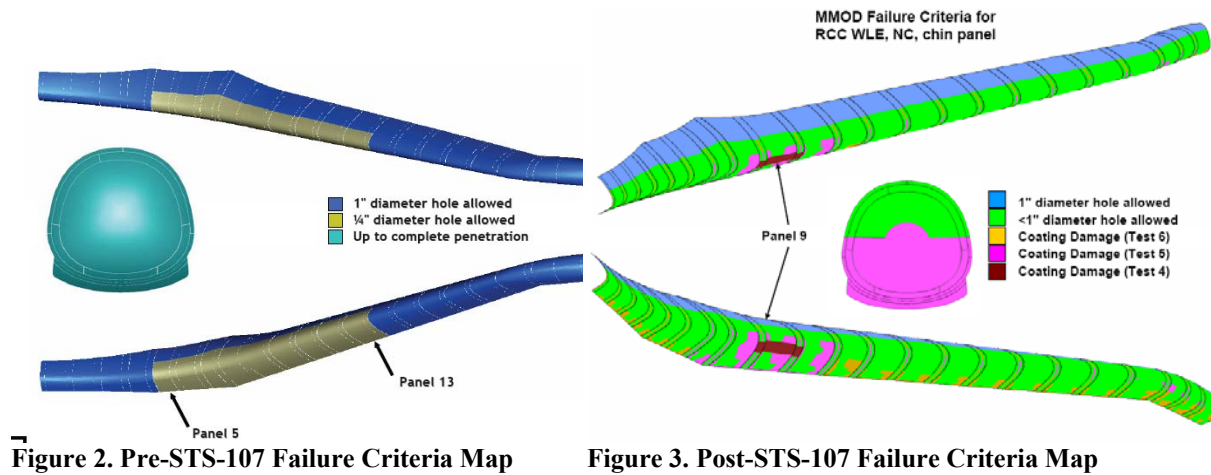 MMOD Failure Criteria for
RCC WLE, NC, chin panel
1" diameter hole allowed
¼" diameter hole allowed
Up to complete penetration
Panel 13
Panel 5
Panel 9
1" diameter hole allowed
<1" diameter hole allowed
Coating Damage (Test 6)
Coating Damage (Test 5)
Coating Damage (Test 4)
Figure 2. Pre-STS-107 Failure Criteria Map
Figure 3. Post-STS-107 Failure Criteria Map